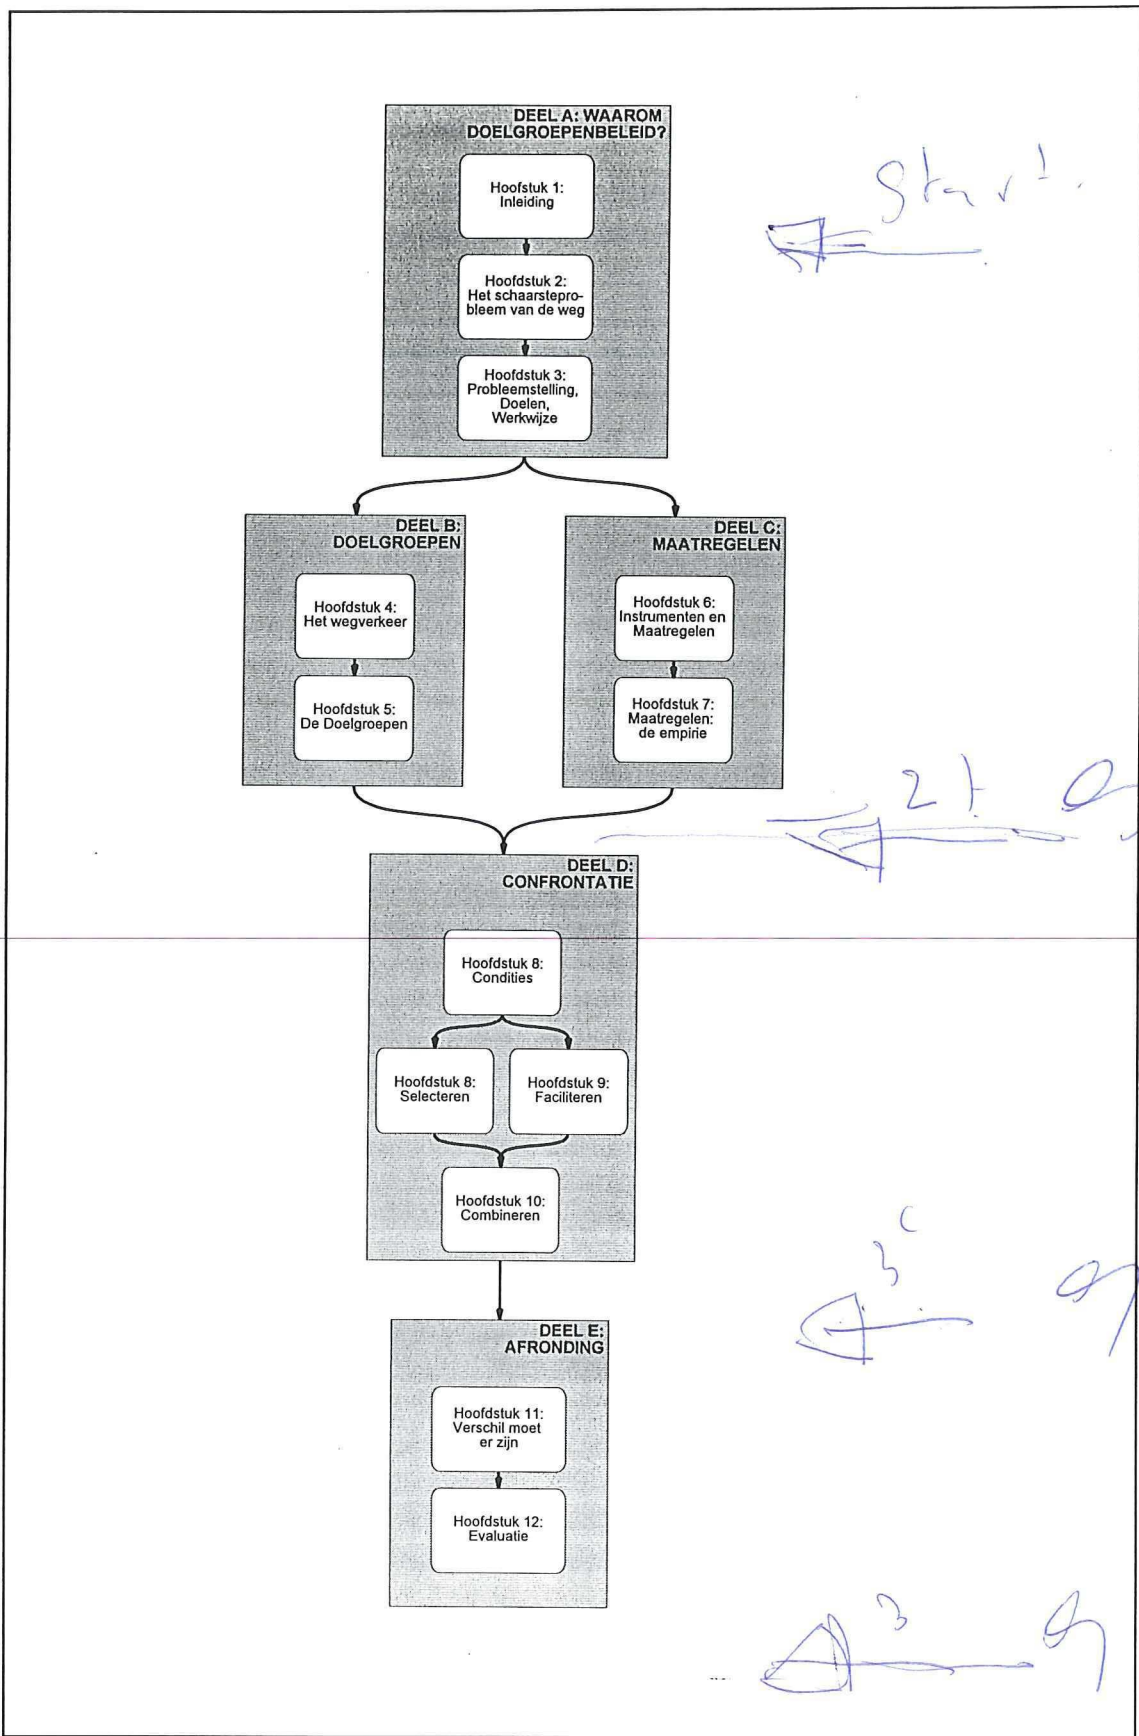 DEEL A: WAAROM
DOELGROEPENBELEID?
Hoofstuk 1:
Inleiding
Start
Hoofdstuk 2:
Het schaarstepro-
bleem van de weg
Hoofdstuk 3:
Probleemstelling,
Doelen,
Werkwijze
DEEL B:
DOELGROEPEN
Hoofdstuk 4:
Het wegverkeer
Hoofdstuk 5:
De Doelgroepen
DEEL C:
MAATREGELEN
Hoofdstuk 6:
Instrumenten en
Maatregelen
Hoofdstuk 7:
Maatregelen:
de empirie
DEEL D:
CONFRONTATIE
Hoofdstuk 8:
Condities
Hoofdstuk 8:
Selecteren
Hoofdstuk 9:
Faciliteren
Hoofdstuk 10:
Combineren
DEEL E:
AFRONDING
Hoofdstuk 11:
Verschil moet
er zijn
Hoofdstuk 12:
Evaluatie
3